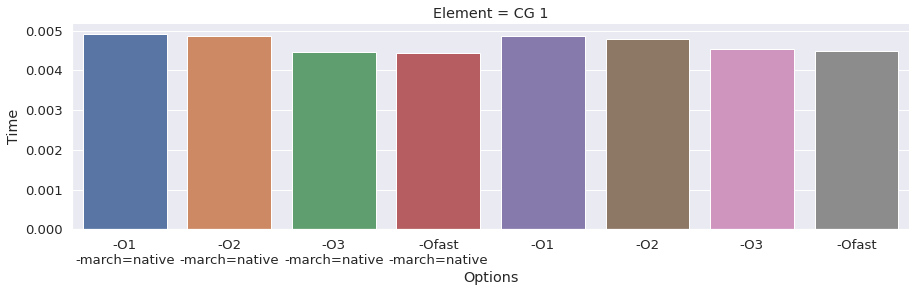 Element = CG 1
Time
0.005
0.004
0.003
0.002
0.001
0.000
-O1
-march=native
-O2
-march=native
-O3
-march=native
-Ofast
-march=native
-O1
-O2
-O3
-Ofast
Options